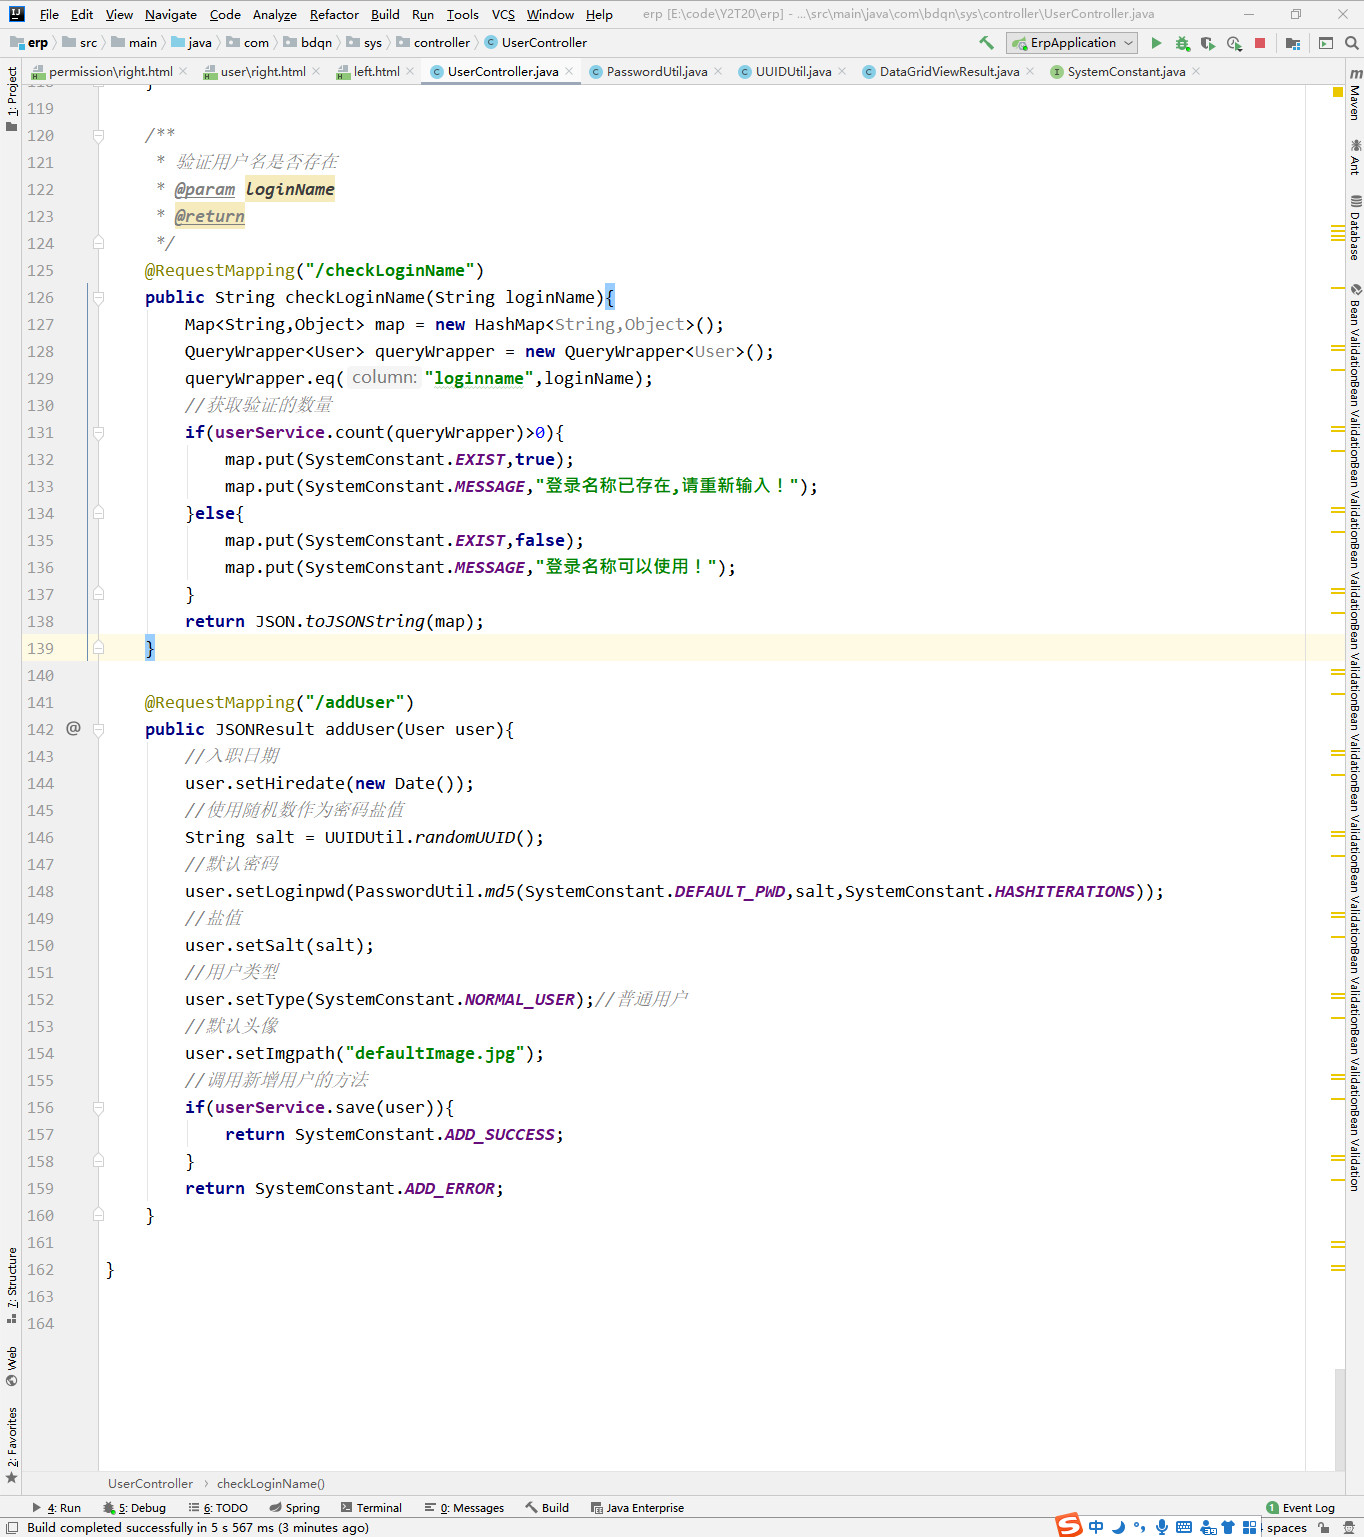 File Edit View Navigate Code Analyze Refactor Build Run Tools VCS Window Help erp [E:\code\Y2T20\erp] - ...\src\main\java\com\bdqn\sys\controller\UserController.java
erp src main java com bdqn sys controller UserController ErpApplication
permission\right.html user\right.html left.html UserController.java PasswordUtil.java UUIDUtil.java DataGridViewResult.java SystemConstant.java
119
120 /**
121 * 验证用户名是否存在
122 * @param loginName
123 * @return
124 */
125 @RequestMapping("/checkLoginName")
126 public String checkLoginName(String loginName){
127 Map<String,Object> map = new HashMap<String,Object>();
128 QueryWrapper<User> queryWrapper = new QueryWrapper<User>();
129 queryWrapper.eq( column: "loginname",loginName);
130 //获取验证的数量
131 if(userService.count(queryWrapper)>0){
132 map.put(SystemConstant.EXIST,true);
133 map.put(SystemConstant.MESSAGE,"登录名称已存在,请重新输入！");
134 }else{
135 map.put(SystemConstant.EXIST,false);
136 map.put(SystemConstant.MESSAGE,"登录名称可以使用！");
137 }
138 return JSON.toJSONString(map);
139 }
140
141 @RequestMapping("/addUser")
142 @ public JSONResult addUser(User user){
143 //入职日期
144 user.setHiredate(new Date());
145 //使用随机数作为密码盐值
146 String salt = UUIDUtil.randomUUID();
147 //默认密码
148 user.setLoginpwd(PasswordUtil.md5(SystemConstant.DEFAULT_PWD,salt,SystemConstant.HASHITERATIONS));
149 //盐值
150 user.setSalt(salt);
151 //用户类型
152 user.setType(SystemConstant.NORMAL_USER);//普通用户
153 //默认头像
154 user.setImgpath("defaultImage.jpg");
155 //调用新增用户的方法
156 if(userService.save(user)){
157 return SystemConstant.ADD_SUCCESS;
158 }
159 return SystemConstant.ADD_ERROR;
160 }
161
162 }
163
164
1: Project
7: Structure
Web
2: Favorites
Maven
Ant
Database
Bean ValidationBean ValidationBean ValidationBean ValidationBean ValidationBean ValidationBean ValidationBean ValidationBean ValidationBean ValidationBean Validation
UserController checkLoginName()
4: Run 5: Debug 6: TODO Spring Terminal 0: Messages Build Java Enterprise 1 Event Log
Build completed successfully in 5 s 567 ms (3 minutes ago) 中 spaces